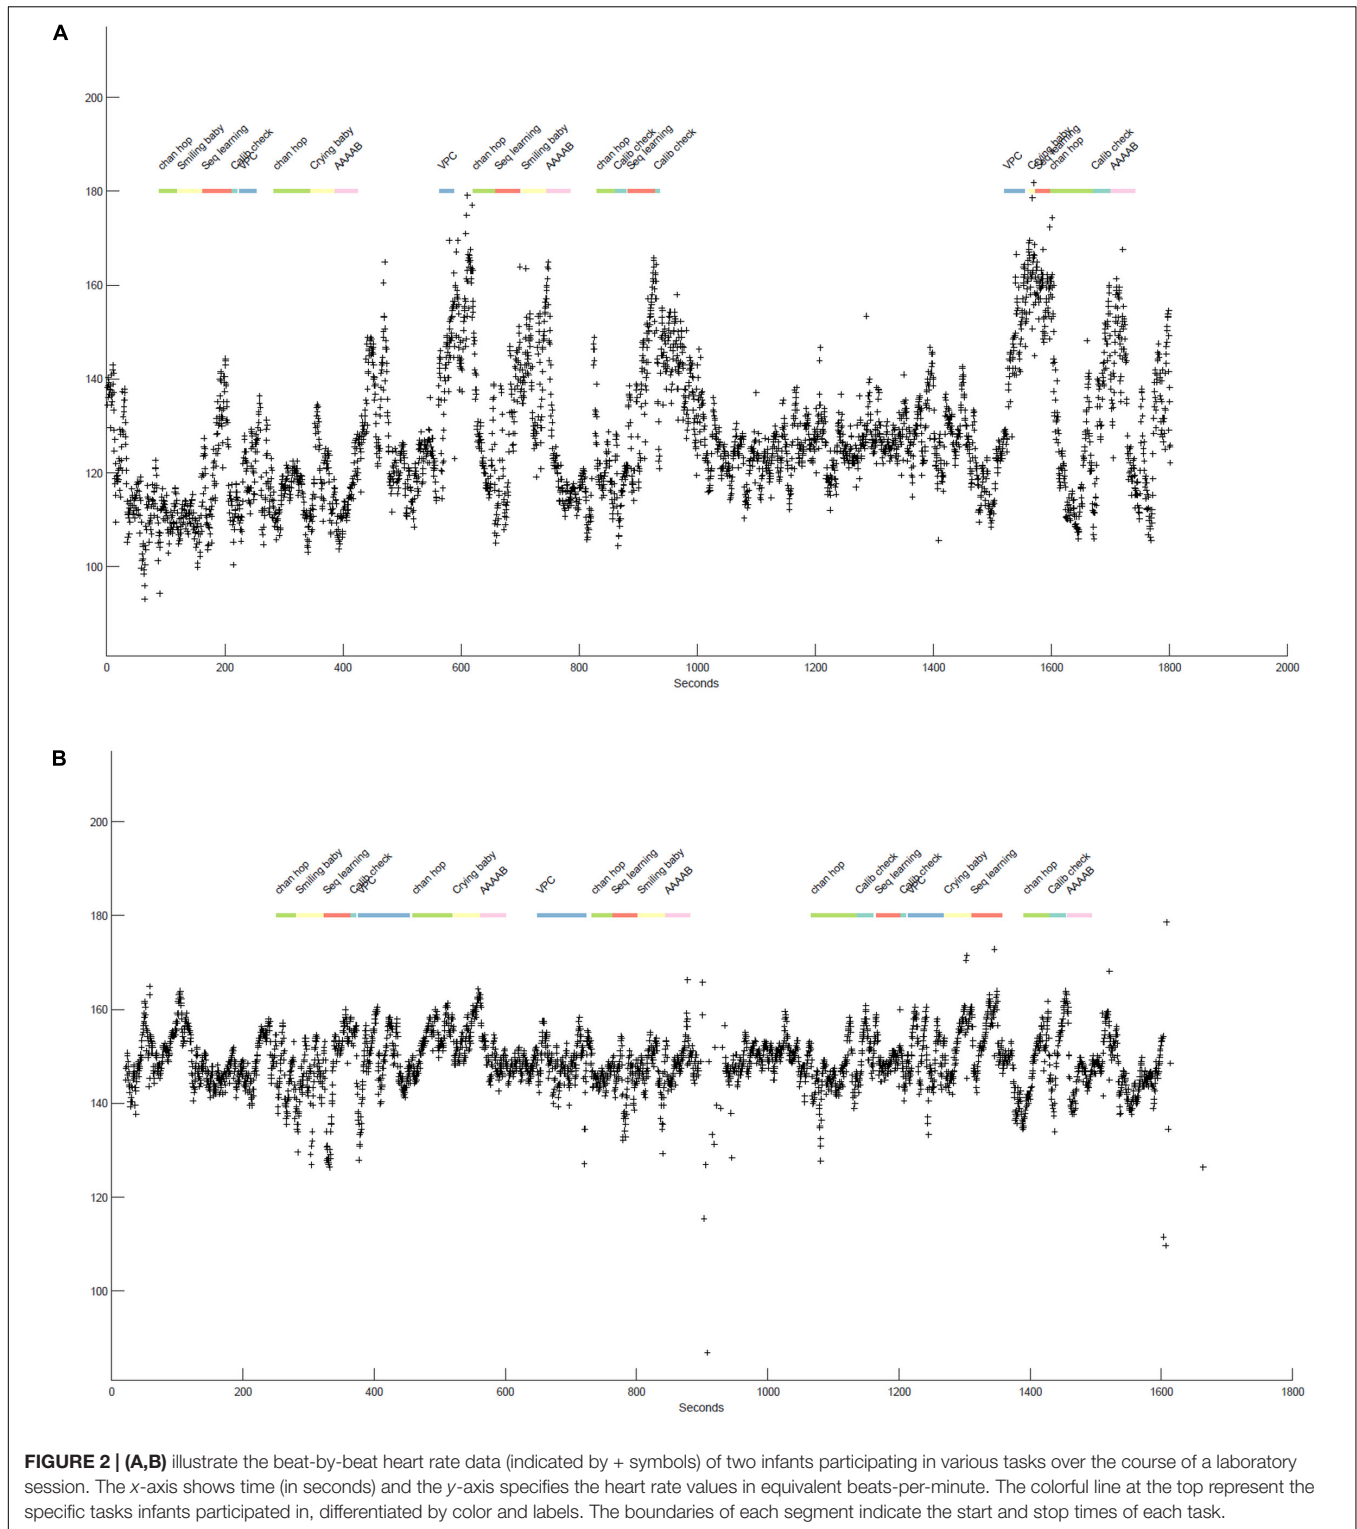 A
200
180
160
140
120
100
chan hop
Smiling baby
Seq learning
Calib check
VPC
chan hop
Crying baby
AAAAB
VPC
chan hop
Seq learning
Smiling baby
AAAAB
chan hop
Calib check
Seq learning
Calib check
VPC
Crying baby
Seq learning
chan hop
Calib check
AAAAB
0 200 400 600 800 1000 1200 1400 1600 1800 2000
Seconds
B
200
180
160
140
120
100
chan hop
Smiling baby
Seq learning
Calib check
VPC
chan hop
Crying baby
AAAAB
VPC
chan hop
Seq learning
Smiling baby
AAAAB
chan hop
Calib check
Seq learning
Calib check
VPC
Crying baby
Seq learning
chan hop
Calib check
AAAAB
0 200 400 600 800 1000 1200 1400 1600 1800
Seconds
FIGURE 2 | (A,B) illustrate the beat-by-beat heart rate data (indicated by + symbols) of two infants participating in various tasks over the course of a laboratory
session. The x-axis shows time (in seconds) and the y-axis specifies the heart rate values in equivalent beats-per-minute. The colorful line at the top represent the
specific tasks infants participated in, differentiated by color and labels. The boundaries of each segment indicate the start and stop times of each task.